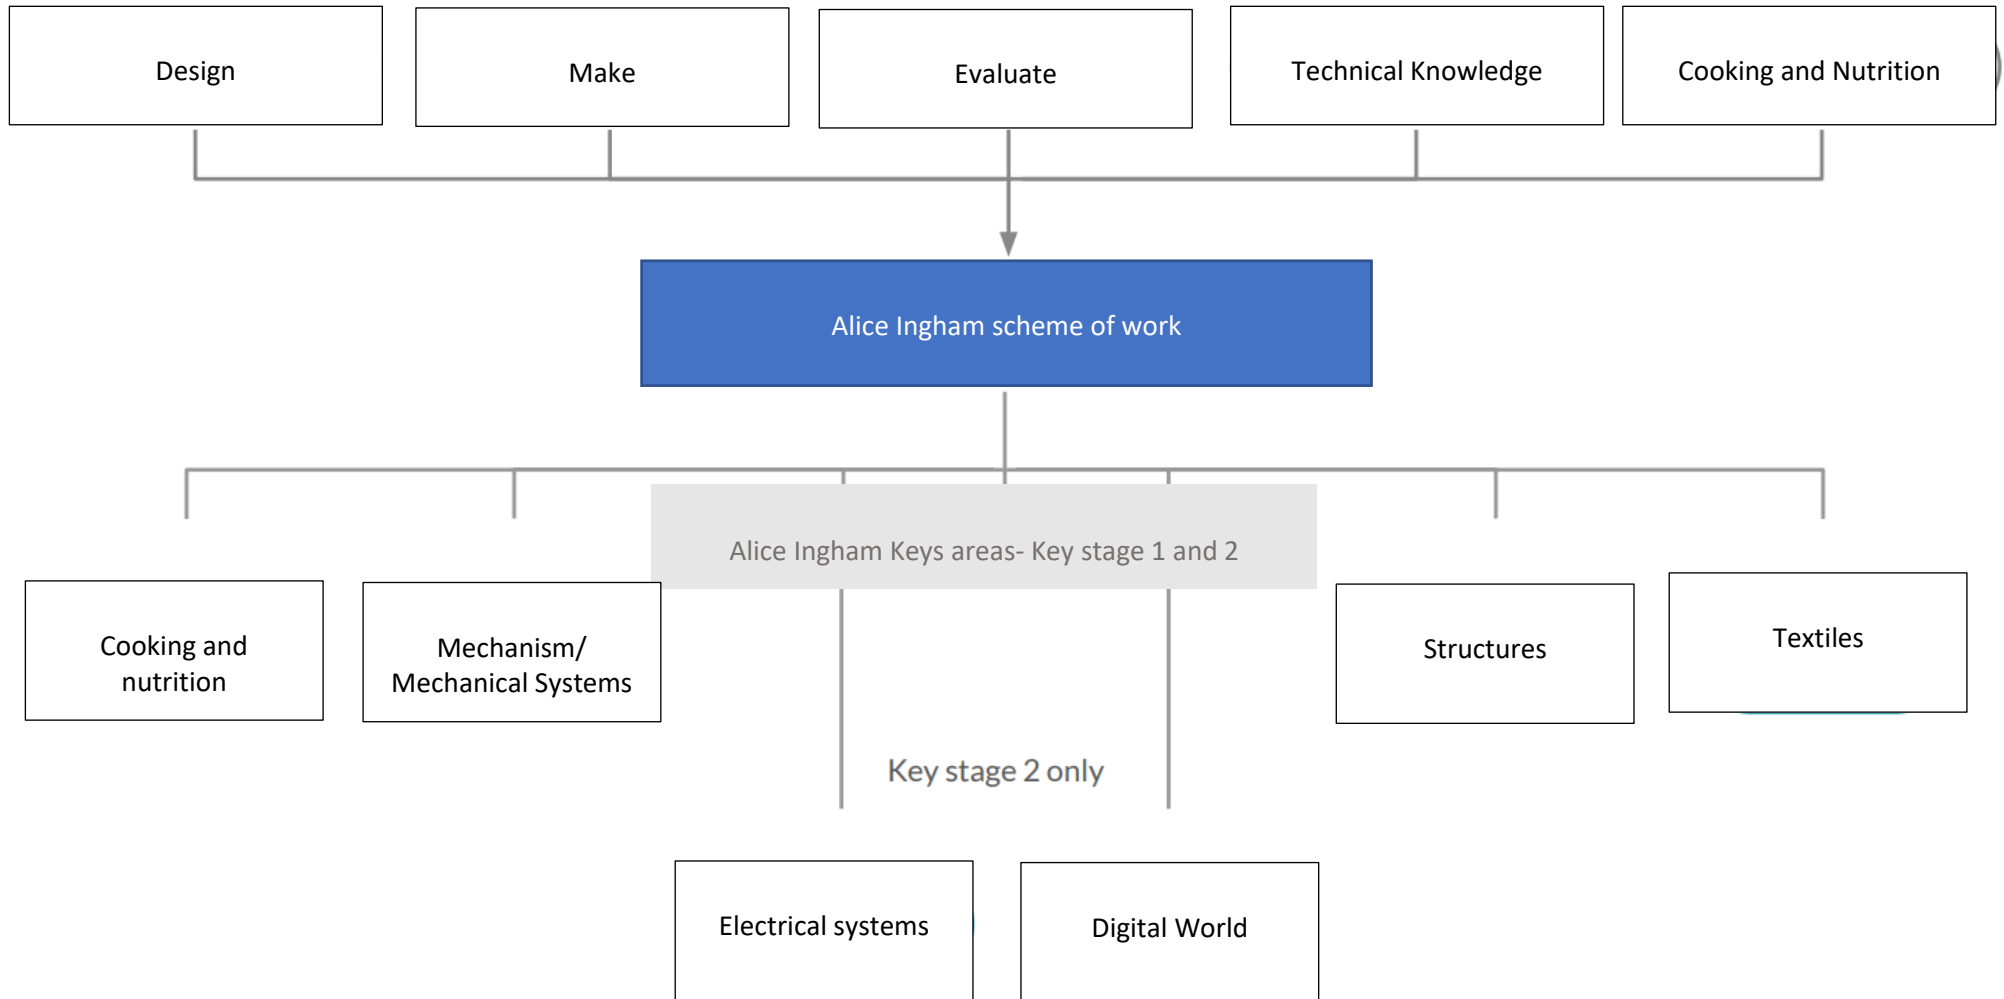 Design
Make
Evaluate
Technical Knowledge
Cooking and Nutrition
Alice Ingham scheme of work
Alice Ingham Keys areas- Key stage 1 and 2
Cooking and
nutrition
Mechanism/
Mechanical Systems
Structures
Textiles
Key stage 2 only
Electrical systems
Digital World